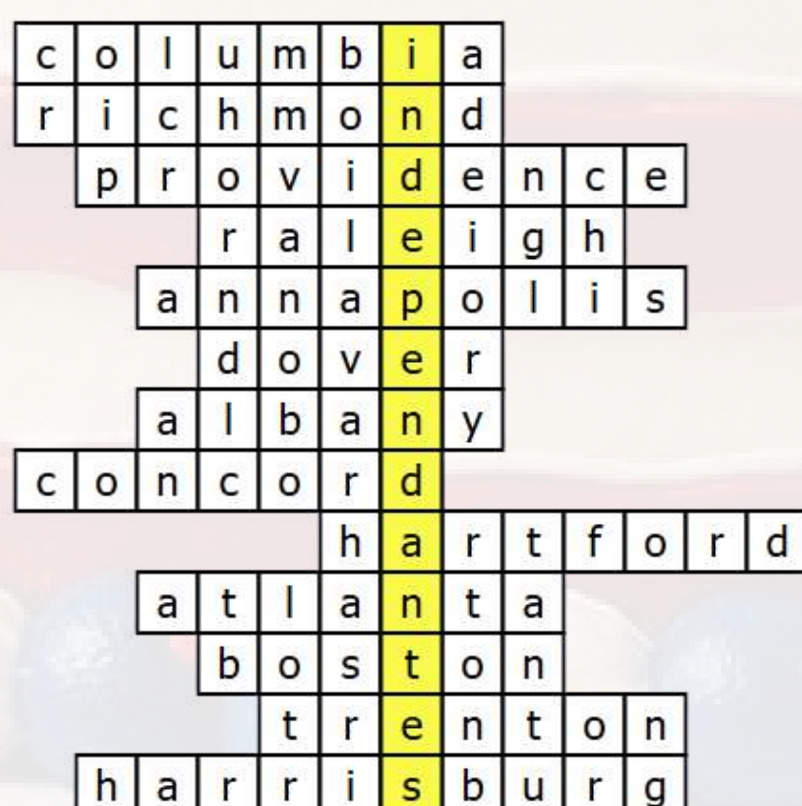 columbia
richmond
providence
raleigh
annapolis
dover
albany
concord
hartford
atlanta
boston
trenton
harrisburg